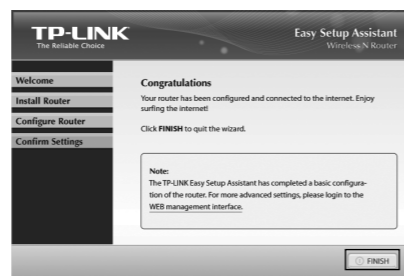 TP-LINK
The Reliable Choice
Easy Setup Assistant
Wireless N Router
Welcome
Install Router
Configure Router
Confirm Settings
Congratulations
Your router has been configured and connected to the internet. Enjoy
surfing the internet!
Click FINISH to quit the wizard.
Note:
The TP-LINK Easy Setup Assistant has completed a basic configura-
tion of the router. For more advanced settings, please login to the
WEB management interface.
FINISH